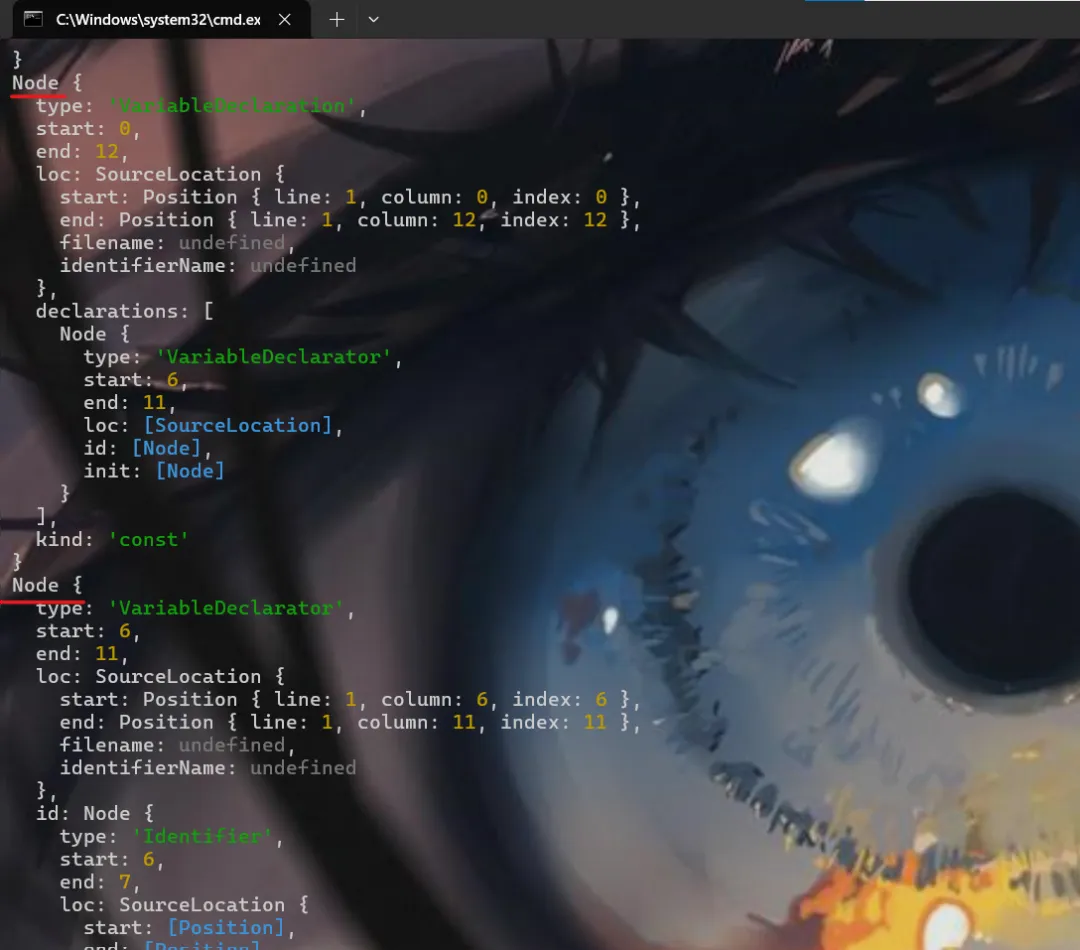 C:\Windows\system32\cmd.ex
}
Node {
  type: 'VariableDeclaration',
  start: 0,
  end: 12,
  loc: SourceLocation {
    start: Position { line: 1, column: 0, index: 0 },
    end: Position { line: 1, column: 12, index: 12 },
    filename: undefined,
    identifierName: undefined
  },
  declarations: [
    Node {
      type: 'VariableDeclarator',
      start: 6,
      end: 11,
      loc: [SourceLocation],
      id: [Node],
      init: [Node]
    }
  ],
  kind: 'const'
}
Node {
  type: 'VariableDeclarator',
  start: 6,
  end: 11,
  loc: SourceLocation {
    start: Position { line: 1, column: 6, index: 6 },
    end: Position { line: 1, column: 11, index: 11 },
    filename: undefined,
    identifierName: undefined
  },
  id: Node {
    type: 'Identifier',
    start: 6,
    end: 7,
    loc: SourceLocation {
      start: [Position],
      end: [Position]